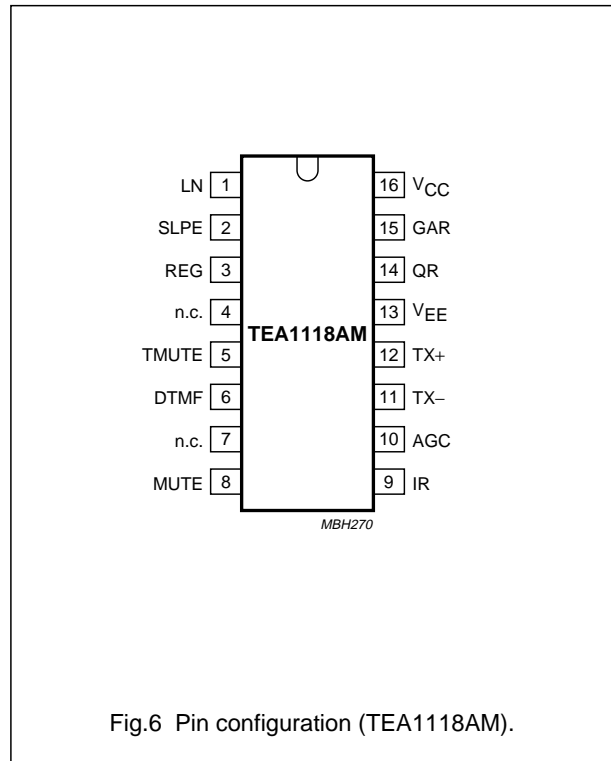 LN 1 16 VCC
SLPE 2 15 GAR
REG 3 14 QR
n.c. 4 13 VEE
TEA1118AM
TMUTE 5 12 TX+
DTMF 6 11 TX−
n.c. 7 10 AGC
MUTE 8 9 IR
MBH270
Fig.6 Pin configuration (TEA1118AM).